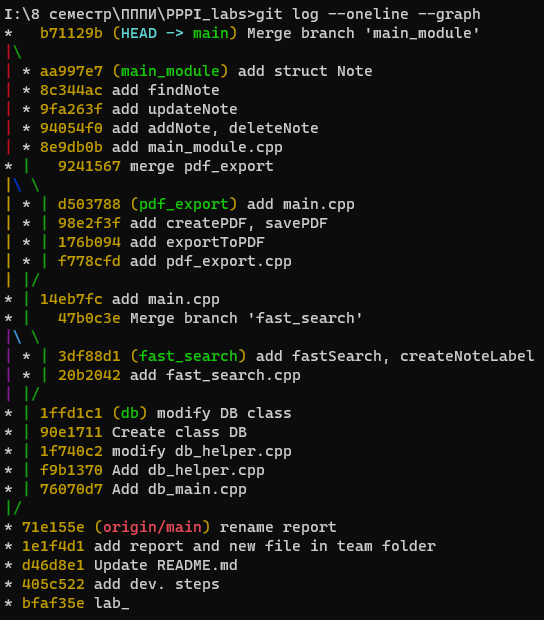 I:\8 семестр\ПППИ\PPPI_labs>git log --oneline --graph
*   b71129b (HEAD -> main) Merge branch 'main_module'
|\
| * aa997e7 (main_module) add struct Note
| * 8c344ac add findNote
| * 9fa263f add updateNote
| * 94054f0 add addNote, deleteNote
| * 8e9db0b add main_module.cpp
* |   9241567 merge pdf_export
|\ \
| * | d503788 (pdf_export) add main.cpp
| * | 98e2f3f add createPDF, savePDF
| * | 176b094 add exportToPDF
| * | f778cfd add pdf_export.cpp
| |/
* | 14eb7fc add main.cpp
* |   47b0c3e Merge branch 'fast_search'
|\ \
| * | 3df88d1 (fast_search) add fastSearch, createNoteLabel
| * | 20b2042 add fast_search.cpp
| |/
* | 1ffd1c1 (db) modify DB class
* | 90e1711 Create class DB
* | 1f740c2 modify db_helper.cpp
* | f9b1370 Add db_helper.cpp
* | 76070d7 Add db_main.cpp
|/
* 71e155e (origin/main) rename report
* 1e1f4d1 add report and new file in team folder
* d46d8e1 Update README.md
* 405c522 add dev. steps
* bfaf35e lab_